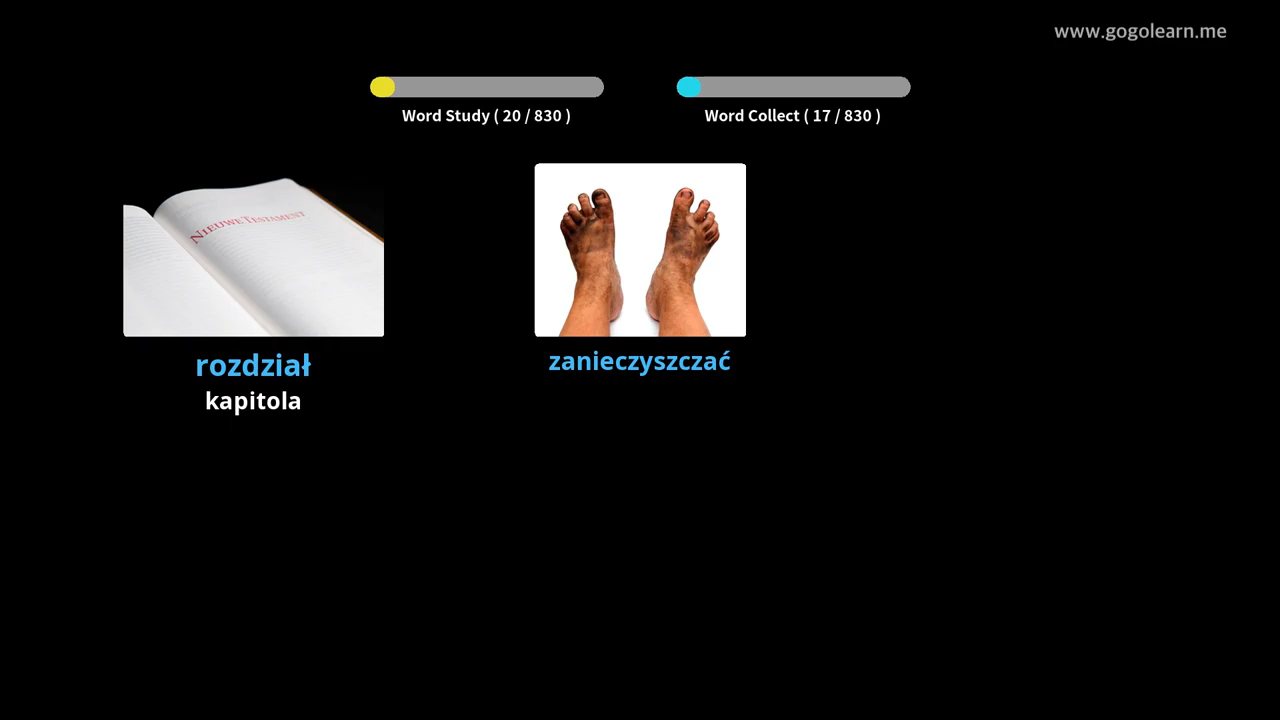 www.gogolearn.me
Word Study ( 20 / 830 )
Word Collect ( 17 / 830 )
NIEUWE TESTAMENT
rozdział
kapitola
zanieczyszczać